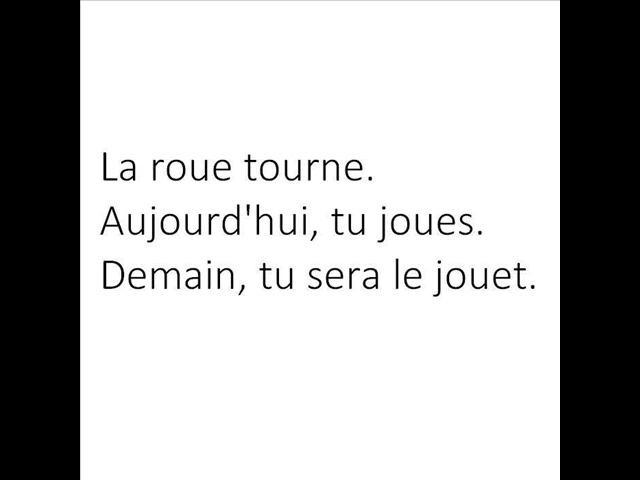 La roue tourne.
Aujourd'hui, tu joues.
Demain, tu sera le jouet.